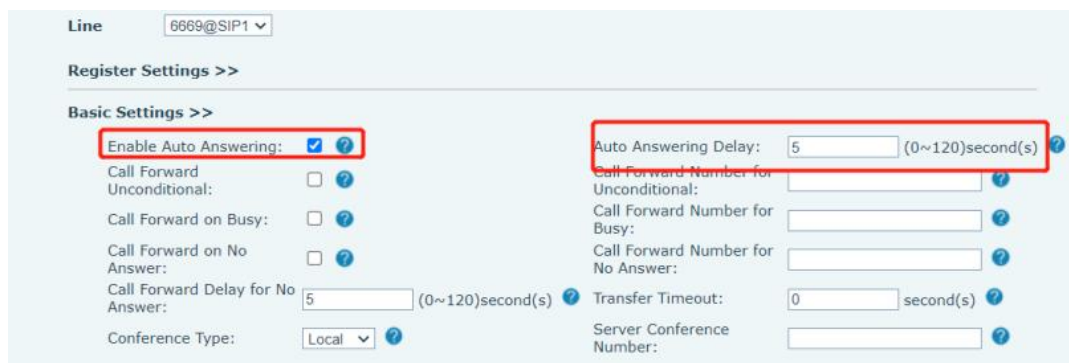 Line 6669@SIP1
Register Settings >>
Basic Settings >>
Enable Auto Answering: ? Auto Answering Delay: 5 (0~120)second(s) ?
Call Forward Unconditional: ? Call Forward Number for Unconditional: ?
Call Forward on Busy: ? Call Forward Number for Busy: ?
Call Forward on No Answer: ? Call Forward Number for No Answer: ?
Call Forward Delay for No Answer: 5 (0~120)second(s) ? Transfer Timeout: 0 second(s) ?
Conference Type: Local ? Server Conference Number: ?